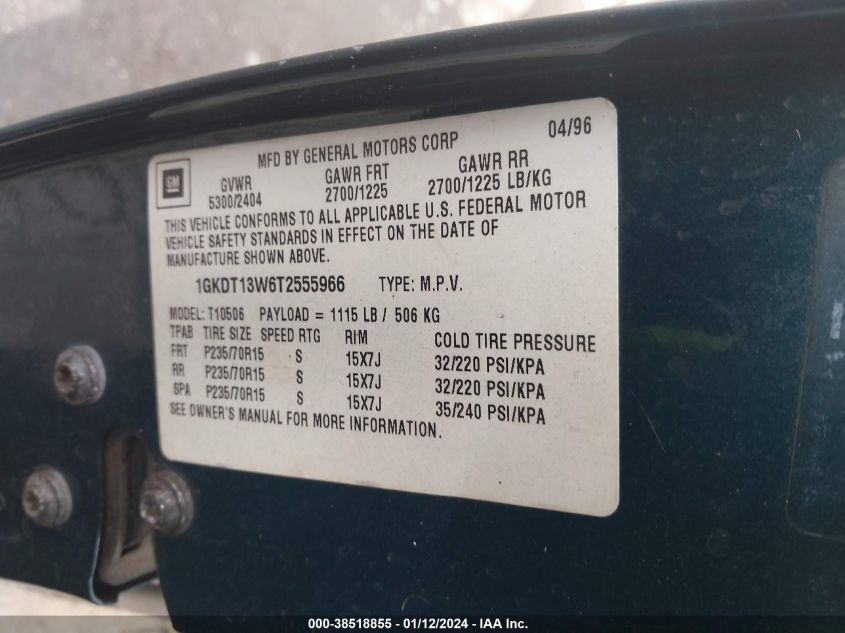 MFD BY GENERAL MOTORS CORP 04/96
GM
GVWR GAWR FRT GAWR RR
5300/2404 2700/1225 2700/1225 LB/KG
THIS VEHICLE CONFORMS TO ALL APPLICABLE U.S. FEDERAL MOTOR
VEHICLE SAFETY STANDARDS IN EFFECT ON THE DATE OF
MANUFACTURE SHOWN ABOVE.
1GKDT13W6T2555966 TYPE: M.P.V.
MODEL: T10506 PAYLOAD = 1115 LB / 506 KG
TPAB TIRE SIZE SPEED RTG RIM COLD TIRE PRESSURE
FRT P235/70R15 S 15X7J 32/220 PSI/KPA
RR P235/70R15 S 15X7J 32/220 PSI/KPA
SPA P235/70R15 S 15X7J 35/240 PSI/KPA
SEE OWNER'S MANUAL FOR MORE INFORMATION.
000-38518855 - 01/12/2024 - IAA Inc.